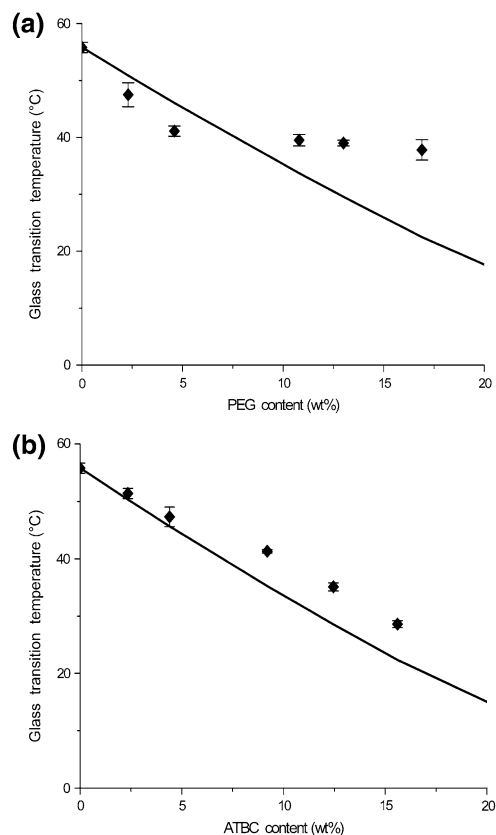 (a)
60
40
20
0
Glass transition temperature (°C)
0 5 10 15 20
PEG content (wt%)
(b)
60
40
20
0
Glass transition temperature (°C)
0 5 10 15 20
ATBC content (wt%)